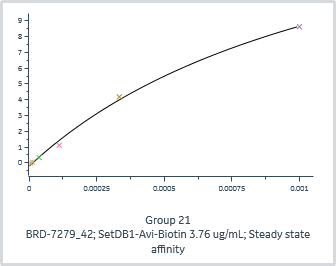 9
8
7
6
5
4
3
2
1
0
0 0.00025 0.0005 0.00075 0.001
Group 21
BRD-7279_42; SetDB1-Avi-Biotin 3.76 ug/mL; Steady state
affinity